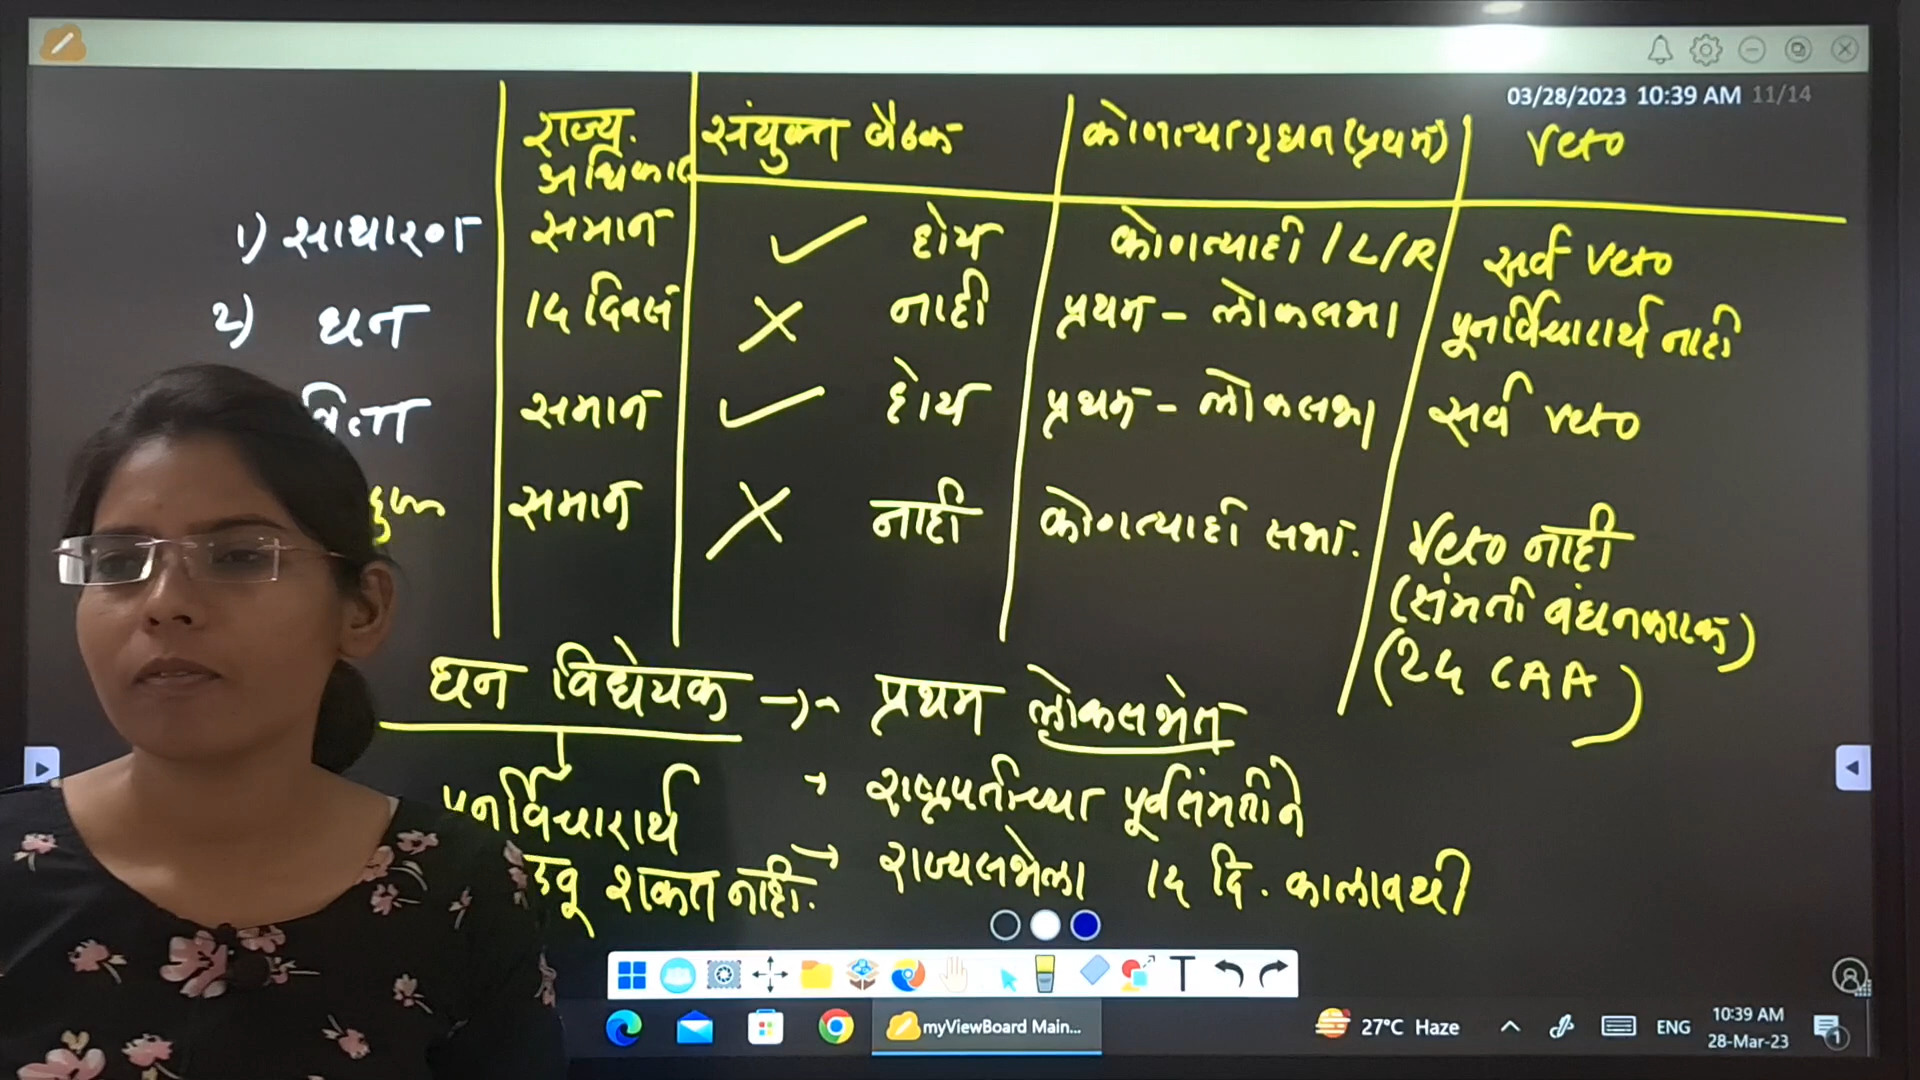 03/28/2023 10:39 AM 11/14
राज्य. संयुक्त बैठक कोणत्यागृहान(प्रथम) Veto
अधिकार
1) साधारण समान होय कोणत्याही /L/R सर्व veto
2) धन 14 दिवस नाही प्रथम - लोकसभा पूनर्विचारार्थ नाही
वित्त समान होय प्रथम - लोकसभा सर्व veto
समान नाही कोणत्याही सभा. Veto नाही
(संमती बंधनकारक)
(24 CAA)
धन विधेयक → प्रथम लोकसभेत
पूनर्विचारार्थ → राष्ट्रपतीच्या पूर्वसंमतीने
शकत नाही. → राज्यसभेला 14 दि. कालावधी
myViewBoard Main...
27°C Haze
ENG
10:39 AM
28-Mar-23
1